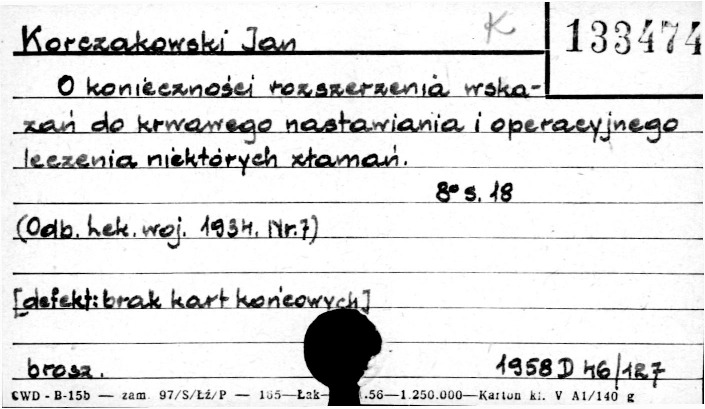 Korczakowski Jan K 133474
O konieczności rozszerzenia wska-
zań do krwawego nastawiania i operacyjnego
leczenia niektórych złamań.
8° s. 18
(Odb. Lek. woj. 1934. Nr. 7)
[defekt: brak kart końcowych]
brosz. 1958 D 46/127
CWD - B-15b — zam. 97/S/Łź/P — 165—Łak— .56—1.250.000—Karton kl. V A1/140 g